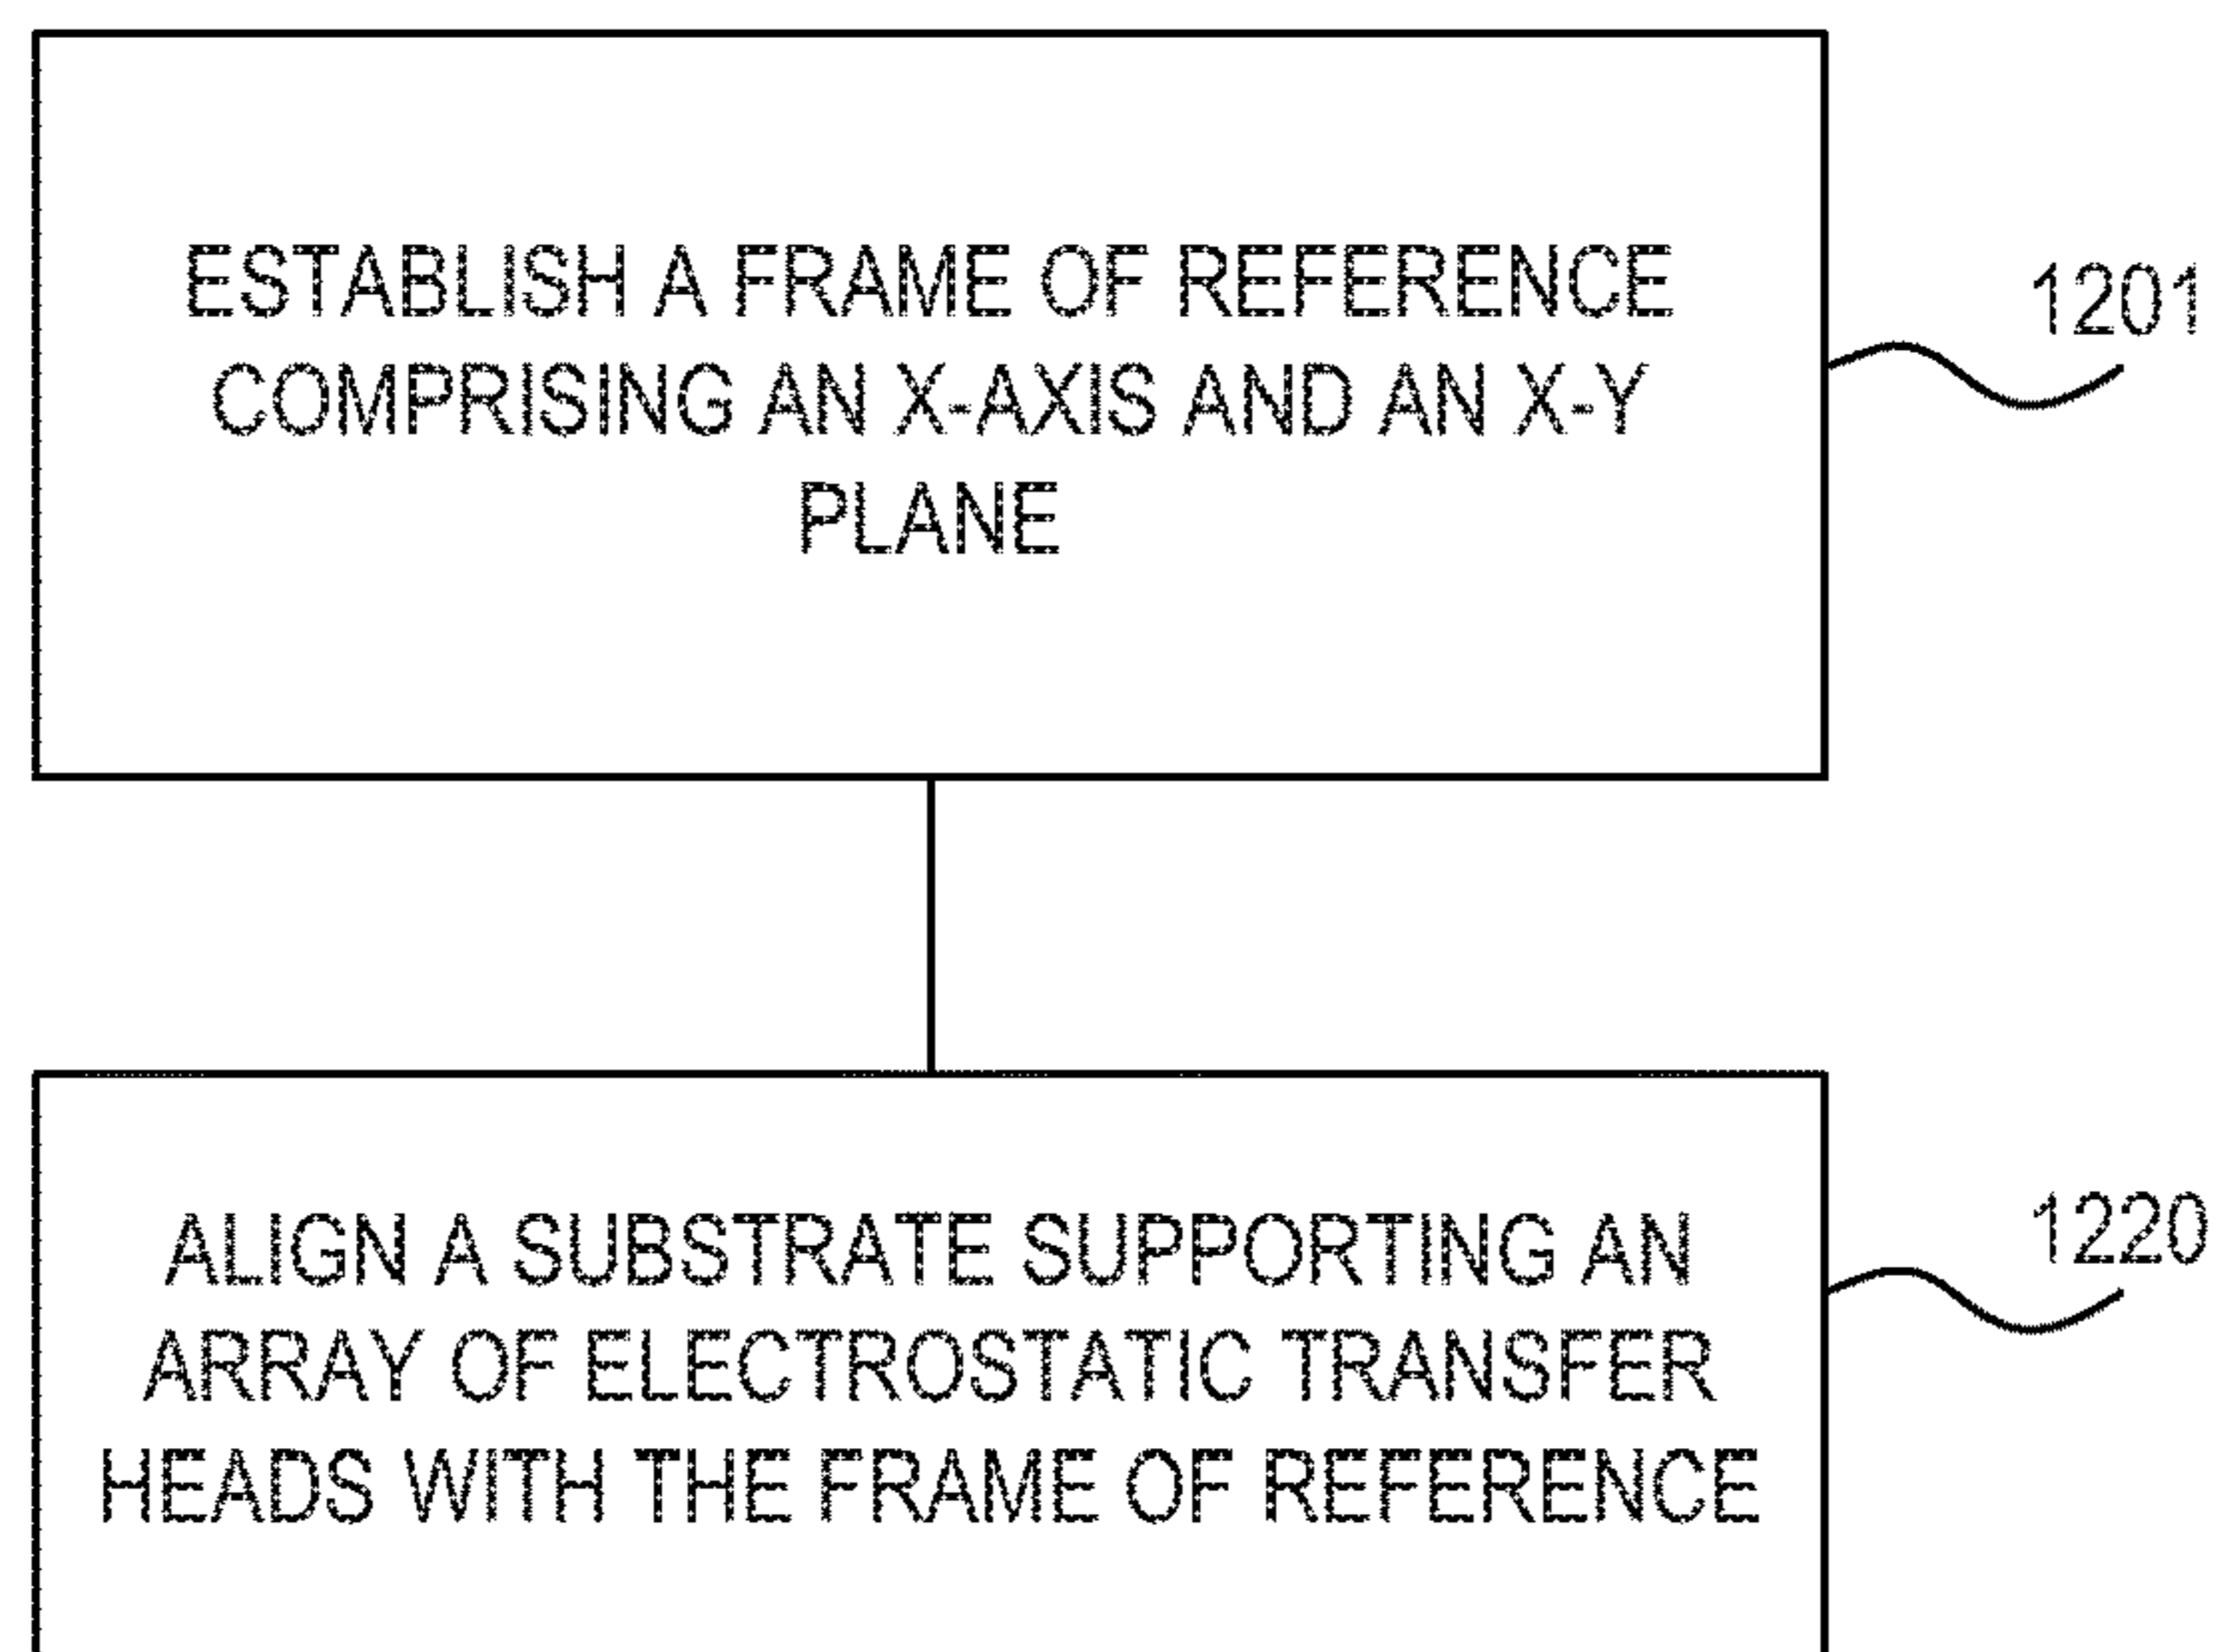 ESTABLISH A FRAME OF REFERENCE
COMPRISING AN X-AXIS AND AN X-Y
PLANE
1201
ALIGN A SUBSTRATE SUPPORTING AN
ARRAY OF ELECTROSTATIC TRANSFER
HEADS WITH THE FRAME OF REFERENCE
1220